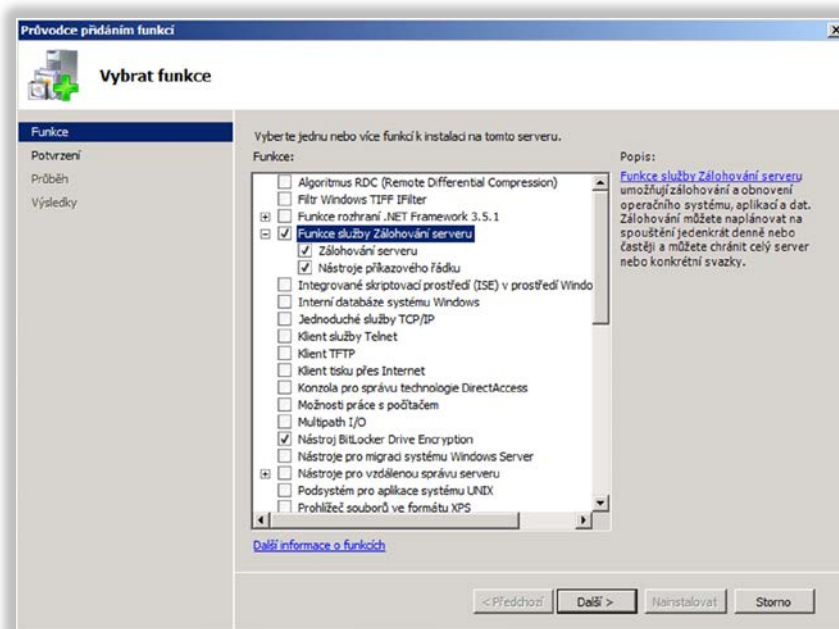 Průvodce přidáním funkcí
Vybrat funkce
Funkce
Potvrzení
Průběh
Výsledky
Vyberte jednu nebo více funkcí k instalaci na tomto serveru.
Funkce:
Algoritmus RDC (Remote Differential Compression)
Filtr Windows TIFF IFilter
Funkce rozhraní .NET Framework 3.5.1
Funkce služby Zálohování serveru
Zálohování serveru
Nástroje příkazového řádku
Integrované skriptovací prostředí (ISE) v prostředí Windo
Interní databáze systému Windows
Jednoduché služby TCP/IP
Klient služby Telnet
Klient TFTP
Klient tisku přes Internet
Konzola pro správu technologie DirectAccess
Možnosti práce s počítačem
Multipath I/O
Nástroj BitLocker Drive Encryption
Nástroje pro migraci systému Windows Server
Nástroje pro vzdálenou správu serveru
Podsystém pro aplikace systému UNIX
Prohlížeč souborů ve formátu XPS
Další informace o funkcích
Popis:
Funkce služby Zálohování serveru
umožňují zálohování a obnovení
operačního systému, aplikací a dat.
Zálohování můžete naplánovat na
spouštění jedenkrát denně nebo
častěji a můžete chránit celý server
nebo konkrétní svazky.
< Předchozí
Další >
Nainstalovat
Storno